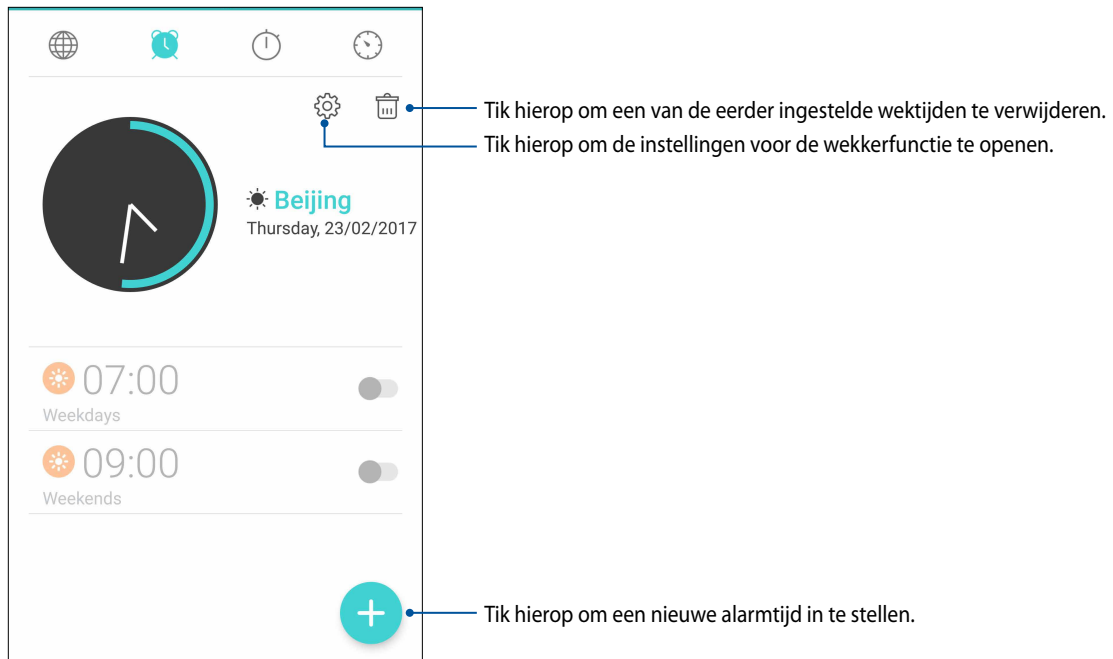 Tik hierop om een van de eerder ingestelde wektijden te verwijderen.
Tik hierop om de instellingen voor de wekkerfunctie te openen.
Beijing
Thursday, 23/02/2017
07:00
Weekdays
09:00
Weekends
Tik hierop om een nieuwe alarmtijd in te stellen.